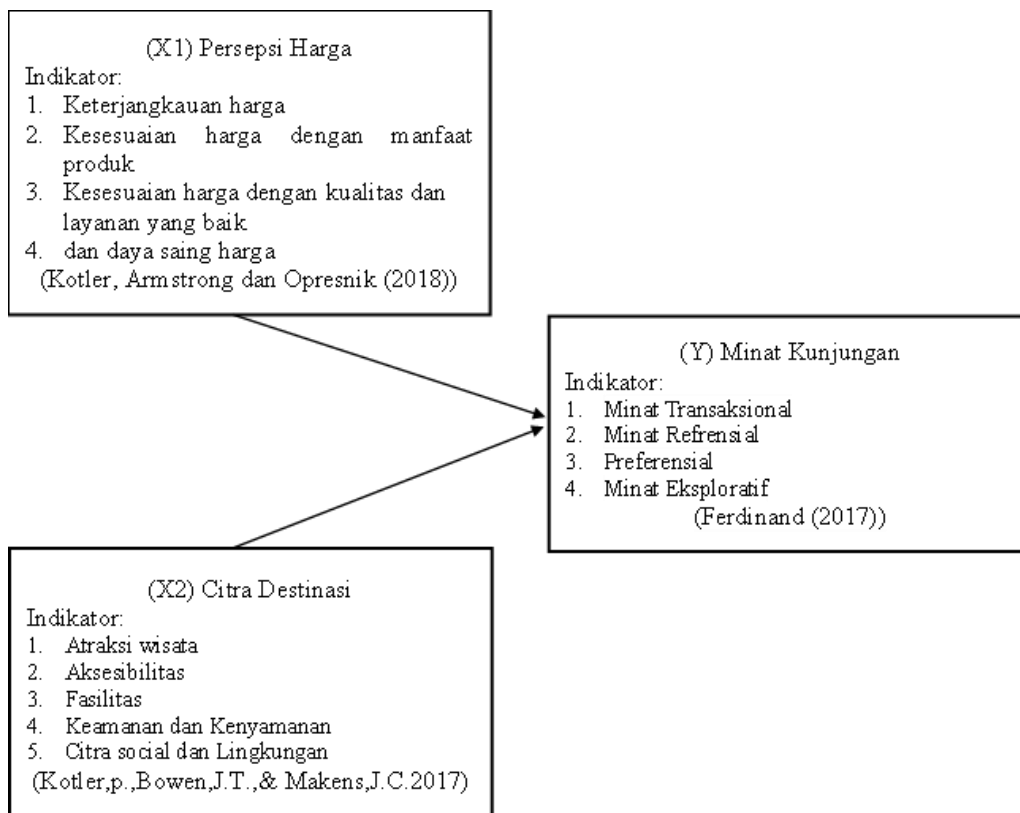 (X1) Persepsi Harga
Indikator:
1. Keterjangkauan harga
2. Kesesuaian harga dengan manfaat
produk
3. Kesesuaian harga dengan kualitas dan
layanan yang baik
4. dan daya saing harga
(Kotler, Armstrong dan Opresnik (2018))
(Y) Minat Kunjungan
Indikator:
1. Minat Transaksional
2. Minat Refrensial
3. Preferensial
4. Minat Eksploratif
(Ferdinand (2017))
(X2) Citra Destinasi
Indikator:
1. Atraksi wisata
2. Aksesibilitas
3. Fasilitas
4. Keamanan dan Kenyamanan
5. Citra social dan Lingkungan
(Kotler,p.,Bowen,J.T.,& Makens,J.C.2017)